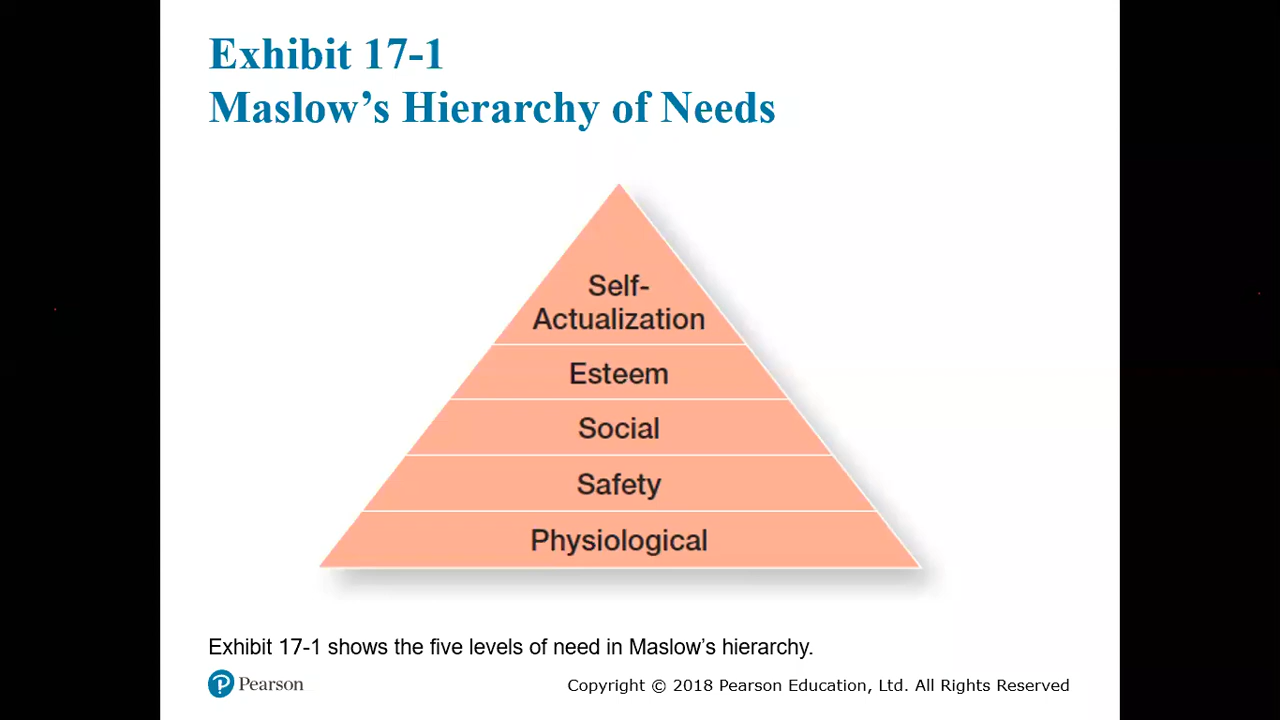 Exhibit 17-1
Maslow’s Hierarchy of Needs
Self-
Actualization
Esteem
Social
Safety
Physiological
Exhibit 17-1 shows the five levels of need in Maslow’s hierarchy.
P Pearson
Copyright © 2018 Pearson Education, Ltd. All Rights Reserved